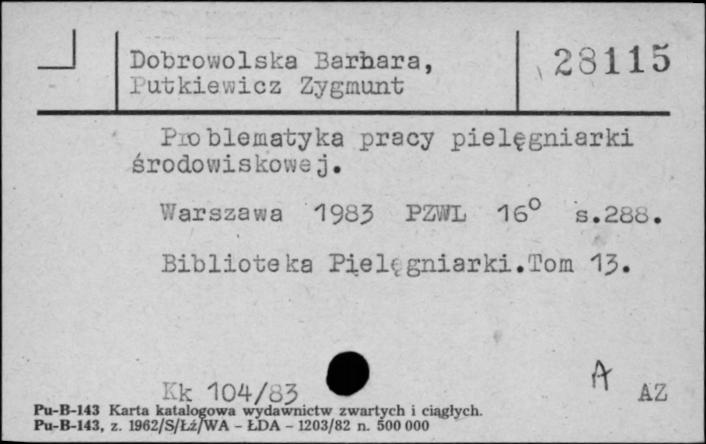 Dobrowolska Barbara,
Putkiewicz Zygmunt
28115
Problematyka pracy pielęgniarki
środowiskowej.
Warszawa 1983 PZWL 16° s.288.
Biblioteka Pielęgniarki.Tom 13.
Kk 104/83
A
AZ
Pu-B-143 Karta katalogowa wydawnictw zwartych i ciągłych.
Pu-B-143, z. 1962/S/Łź/WA - ŁDA - 1203/82 n. 500 000